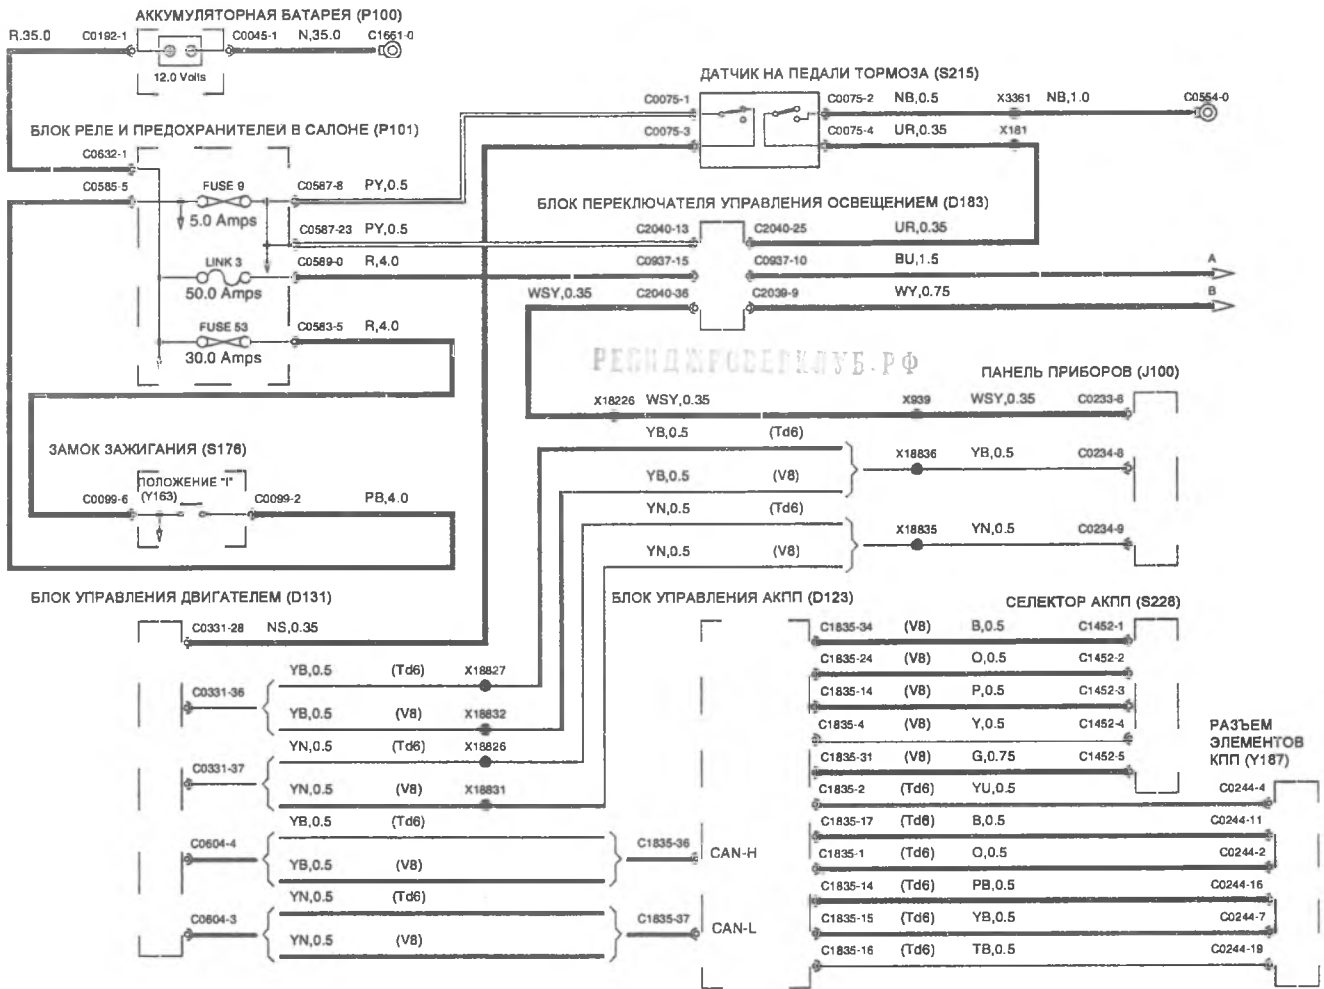 АККУМУЛЯТОРНАЯ БАТАРЕЯ (P100)
R,35.0 C0192-1 C0045-1 N,35.0 C1661-0
12.0 Volts
ДАТЧИК НА ПЕДАЛИ ТОРМОЗА (S215)
C0075-1 C0075-2 NB,0.5 X3361 NB,1.0 C0554-0
C0075-3 C0075-4 UR,0.35 X181
БЛОК РЕЛЕ И ПРЕДОХРАНИТЕЛЕЙ В САЛОНЕ (P101)
C0632-1
C0585-5 FUSE 9 C0587-8 PY,0.5
5.0 Amps
C0587-23 PY,0.5
LINK 3 C0589-0 R,4.0
50.0 Amps
FUSE 53 C0583-5 R,4.0
30.0 Amps
БЛОК ПЕРЕКЛЮЧАТЕЛЯ УПРАВЛЕНИЯ ОСВЕЩЕНИЕМ (D183)
C2040-13 C2040-25 UR,0.35
C0937-15 C0937-10 BU,1.5 A
WSY,0.35 C2040-36 C2039-9 WY,0.75 B
РЕЙНДЖРОВЕРКЛУБ.РФ
ПАНЕЛЬ ПРИБОРОВ (J100)
X18226 WSY,0.35 X939 WSY,0.35 C0233-8
YB,0.5 (Td6)
X18836 YB,0.5 C0234-8
YB,0.5 (V8)
YN,0.5 (Td6)
X18835 YN,0.5 C0234-9
YN,0.5 (V8)
ЗАМОК ЗАЖИГАНИЯ (S176)
ПОЛОЖЕНИЕ "I"
(Y163)
C0099-6 C0099-2 PB,4.0
БЛОК УПРАВЛЕНИЯ ДВИГАТЕЛЕМ (D131)
C0331-28 NS,0.35
YB,0.5 (Td6) X18827
C0331-36
YB,0.5 (V8) X18832
YN,0.5 (Td6) X18826
C0331-37
YN,0.5 (V8) X18831
YB,0.5 (Td6)
C0604-4 C1835-36
YB,0.5 (V8)
YN,0.5 (Td6)
C0604-3 C1835-37
YN,0.5 (V8)
БЛОК УПРАВЛЕНИЯ АКПП (D123)
CAN-H
CAN-L
СЕЛЕКТОР АКПП (S228)
C1835-34 (V8) B,0.5 C1452-1
C1835-24 (V8) O,0.5 C1452-2
C1835-14 (V8) P,0.5 C1452-3
C1835-4 (V8) Y,0.5 C1452-4
C1835-31 (V8) G,0.75 C1452-5
РАЗЪЕМ
ЭЛЕМЕНТОВ
КПП (Y187)
C1835-2 (Td6) YU,0.5 C0244-4
C1835-17 (Td6) B,0.5 C0244-11
C1835-1 (Td6) O,0.5 C0244-2
C1835-14 (Td6) PB,0.5 C0244-16
C1835-15 (Td6) YB,0.5 C0244-7
C1835-16 (Td6) TB,0.5 C0244-19